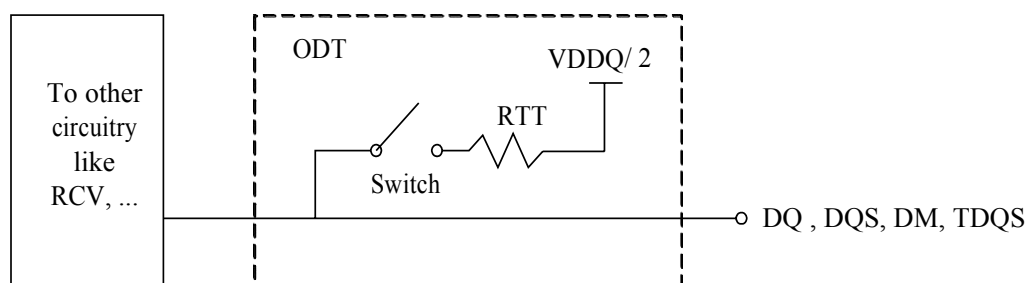 ODT
VDDQ/ 2
To other
circuitry
like
RCV, ...
RTT
Switch
DQ , DQS, DM, TDQS